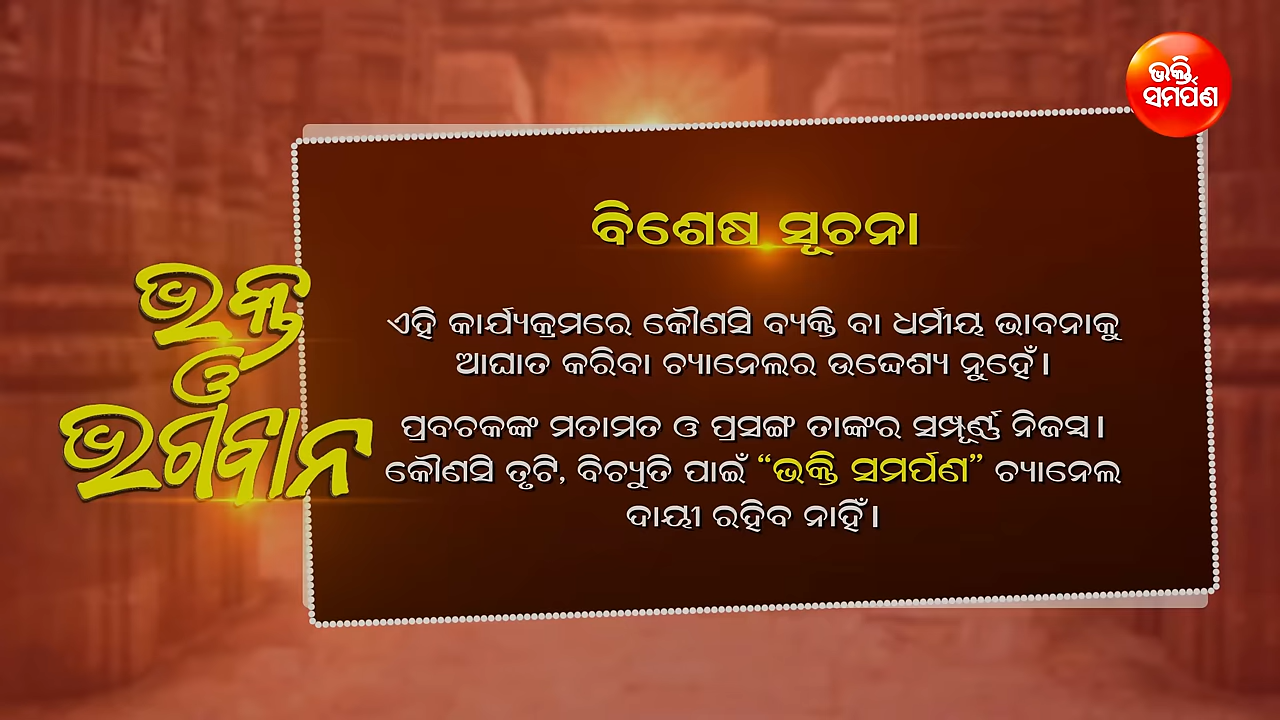 ଭକ୍ତି
ସମର୍ପଣ
ବିଶେଷ ସୂଚନା
ଭକ୍ତ
ଓ
ଭଗବାନ
ଏହି କାର୍ଯ୍ୟକ୍ରମରେ କୌଣସି ବ୍ୟକ୍ତି ବା ଧର୍ମୀୟ ଭାବନାକୁ
ଆଘାତ କରିବା ଚ୍ୟାନେଲର ଉଦ୍ଦେଶ୍ୟ ନୁହେଁ।
ପ୍ରବଚକଙ୍କ ମତାମତ ଓ ପ୍ରସଙ୍ଗ ତାଙ୍କର ସମ୍ପୂର୍ଣ୍ଣ ନିଜସ୍ୱ।
କୌଣସି ତୃଟି, ବିଚ୍ୟୁତି ପାଇଁ “ଭକ୍ତି ସମର୍ପଣ” ଚ୍ୟାନେଲ
ଦାୟୀ ରହିବ ନାହିଁ।